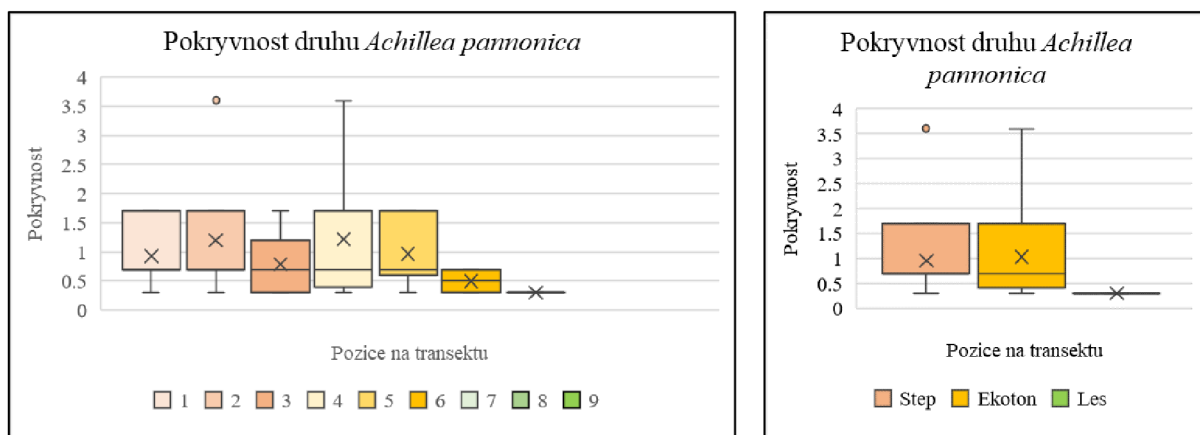 Pokryvnost druhu Achillea pannonica
4
3.5
3
2.5
2
1.5
1
0.5
0
Pokryvnost
Pozice na transektu
1 2 3 4 5 6 7 8 9
Pokryvnost druhu Achillea
pannonica
4
3.5
3
2.5
2
1.5
1
0.5
0
Pokryvnost
Pozice na transektu
Step Ekoton Les